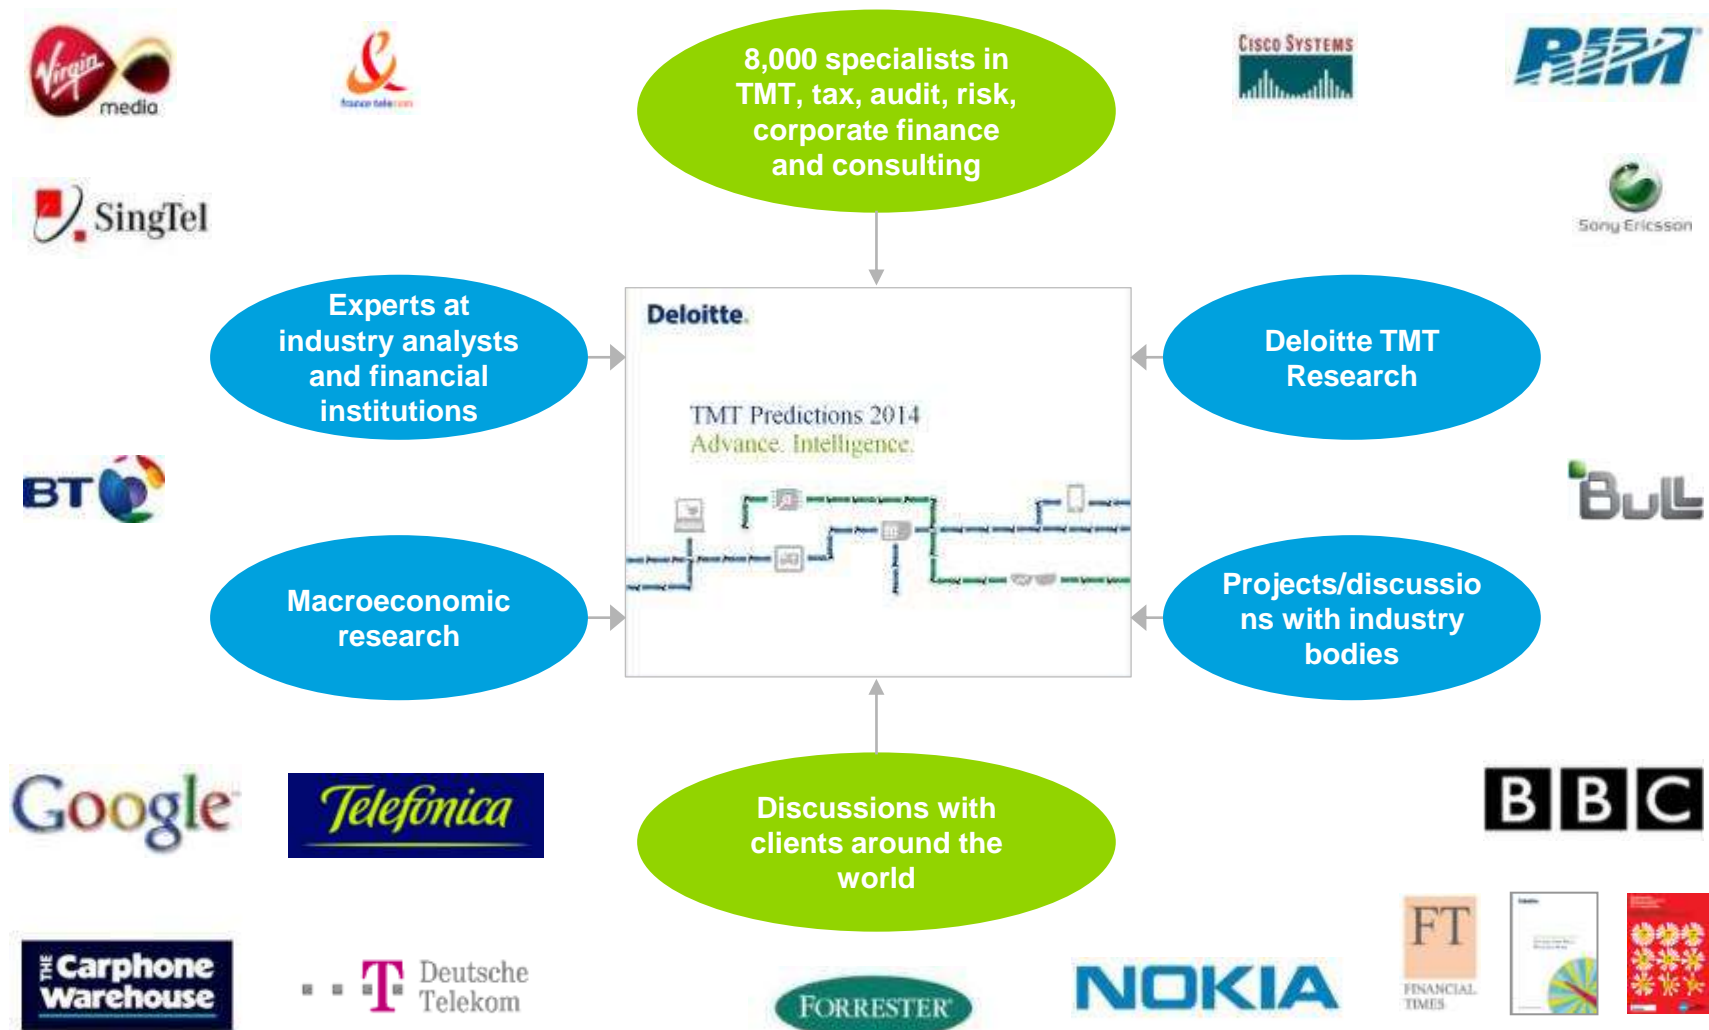 Virgin
media
france telecom
8,000 specialists in
TMT, tax, audit, risk,
corporate finance
and consulting
CISCO SYSTEMS
RIM
SingTel
Sony Ericsson
Experts at
industry analysts
and financial
institutions
Deloitte.
TMT Predictions 2014
Advance. Intelligence.
Deloitte TMT
Research
BT
Bull
Macroeconomic
research
Projects/discussio
ns with industry
bodies
Google
Telefónica
Discussions with
clients around the
world
BBC
THE
Carphone
Warehouse
T Deutsche
Telekom
FORRESTER
NOKIA
FT
FINANCIAL
TIMES
Deloitte